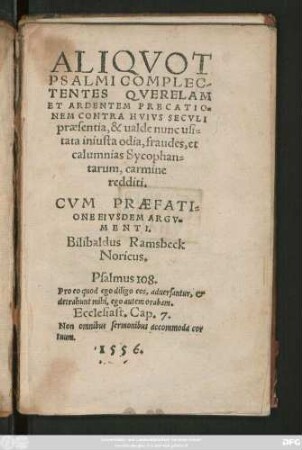 ALIQVOT
PSALMI COMPLEC-
TENTES QVERELAM
ET ARDENTEM PRECATIO-
NEM CONTRA HVIVS SECVLI
præsentia, & ualde nunc usi-
tata iniusta odia, fraudes, et
calumnias Sycophan-
tarum, carmine
redditi.
CVM PRÆFATI-
ONE EIVSDEM ARGV-
MENTI.
Bilibaldus Ramsbeck
Noricus.
Psalmus 108.
Pro eo quod ego diligo eos, aduersantur, &
detrahunt mihi, ego autem orabam.
Ecclesiast. Cap. 7.
Non omnibus sermonibus accommoda cor
tuum.
1556.